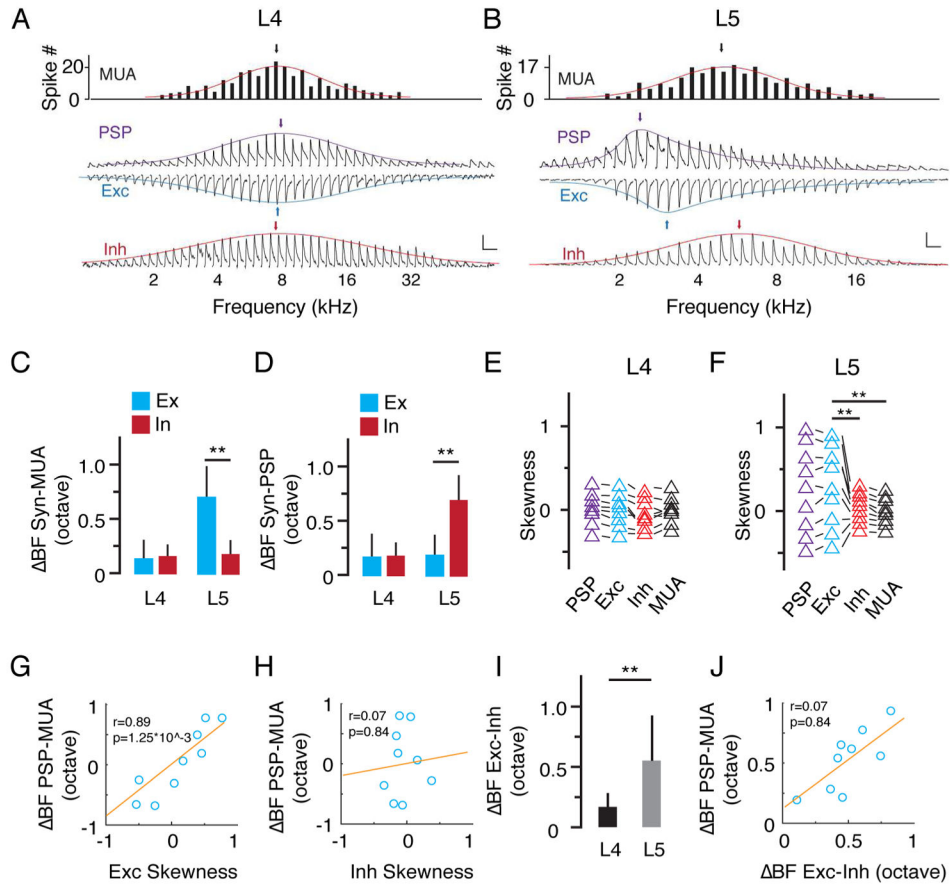 A
L4
B
L5
Spike #
20
0
MUA
Spike #
17
0
MUA
PSP
Exc
Inh
PSP
Exc
Inh
2 4 8 16 32
Frequency (kHz)
2 4 8 16
Frequency (kHz)
C
Ex
In
ΔBF Syn-MUA
(octave)
1.0
0.5
0
**
L4 L5
D
Ex
In
ΔBF Syn-PSP
(octave)
1.0
0.5
0
**
L4 L5
E
L4
Skewness
1
0
PSP Exc Inh MUA
F
L5
**
**
Skewness
1
0
PSP Exc Inh MUA
G
ΔBF PSP-MUA
(octave)
1
0
-1
r=0.89
p=1.25*10^-3
-1 0 1
Exc Skewness
H
ΔBF PSP-MUA
(octave)
1
0
-1
r=0.07
p=0.84
-1 0 1
Inh Skewness
I
ΔBF Exc-Inh
(octave)
1.0
0.5
0
**
L4 L5
J
ΔBF PSP-MUA
(octave)
1
0.5
0
r=0.07
p=0.84
0 0.5 1
ΔBF Exc-Inh (octave)